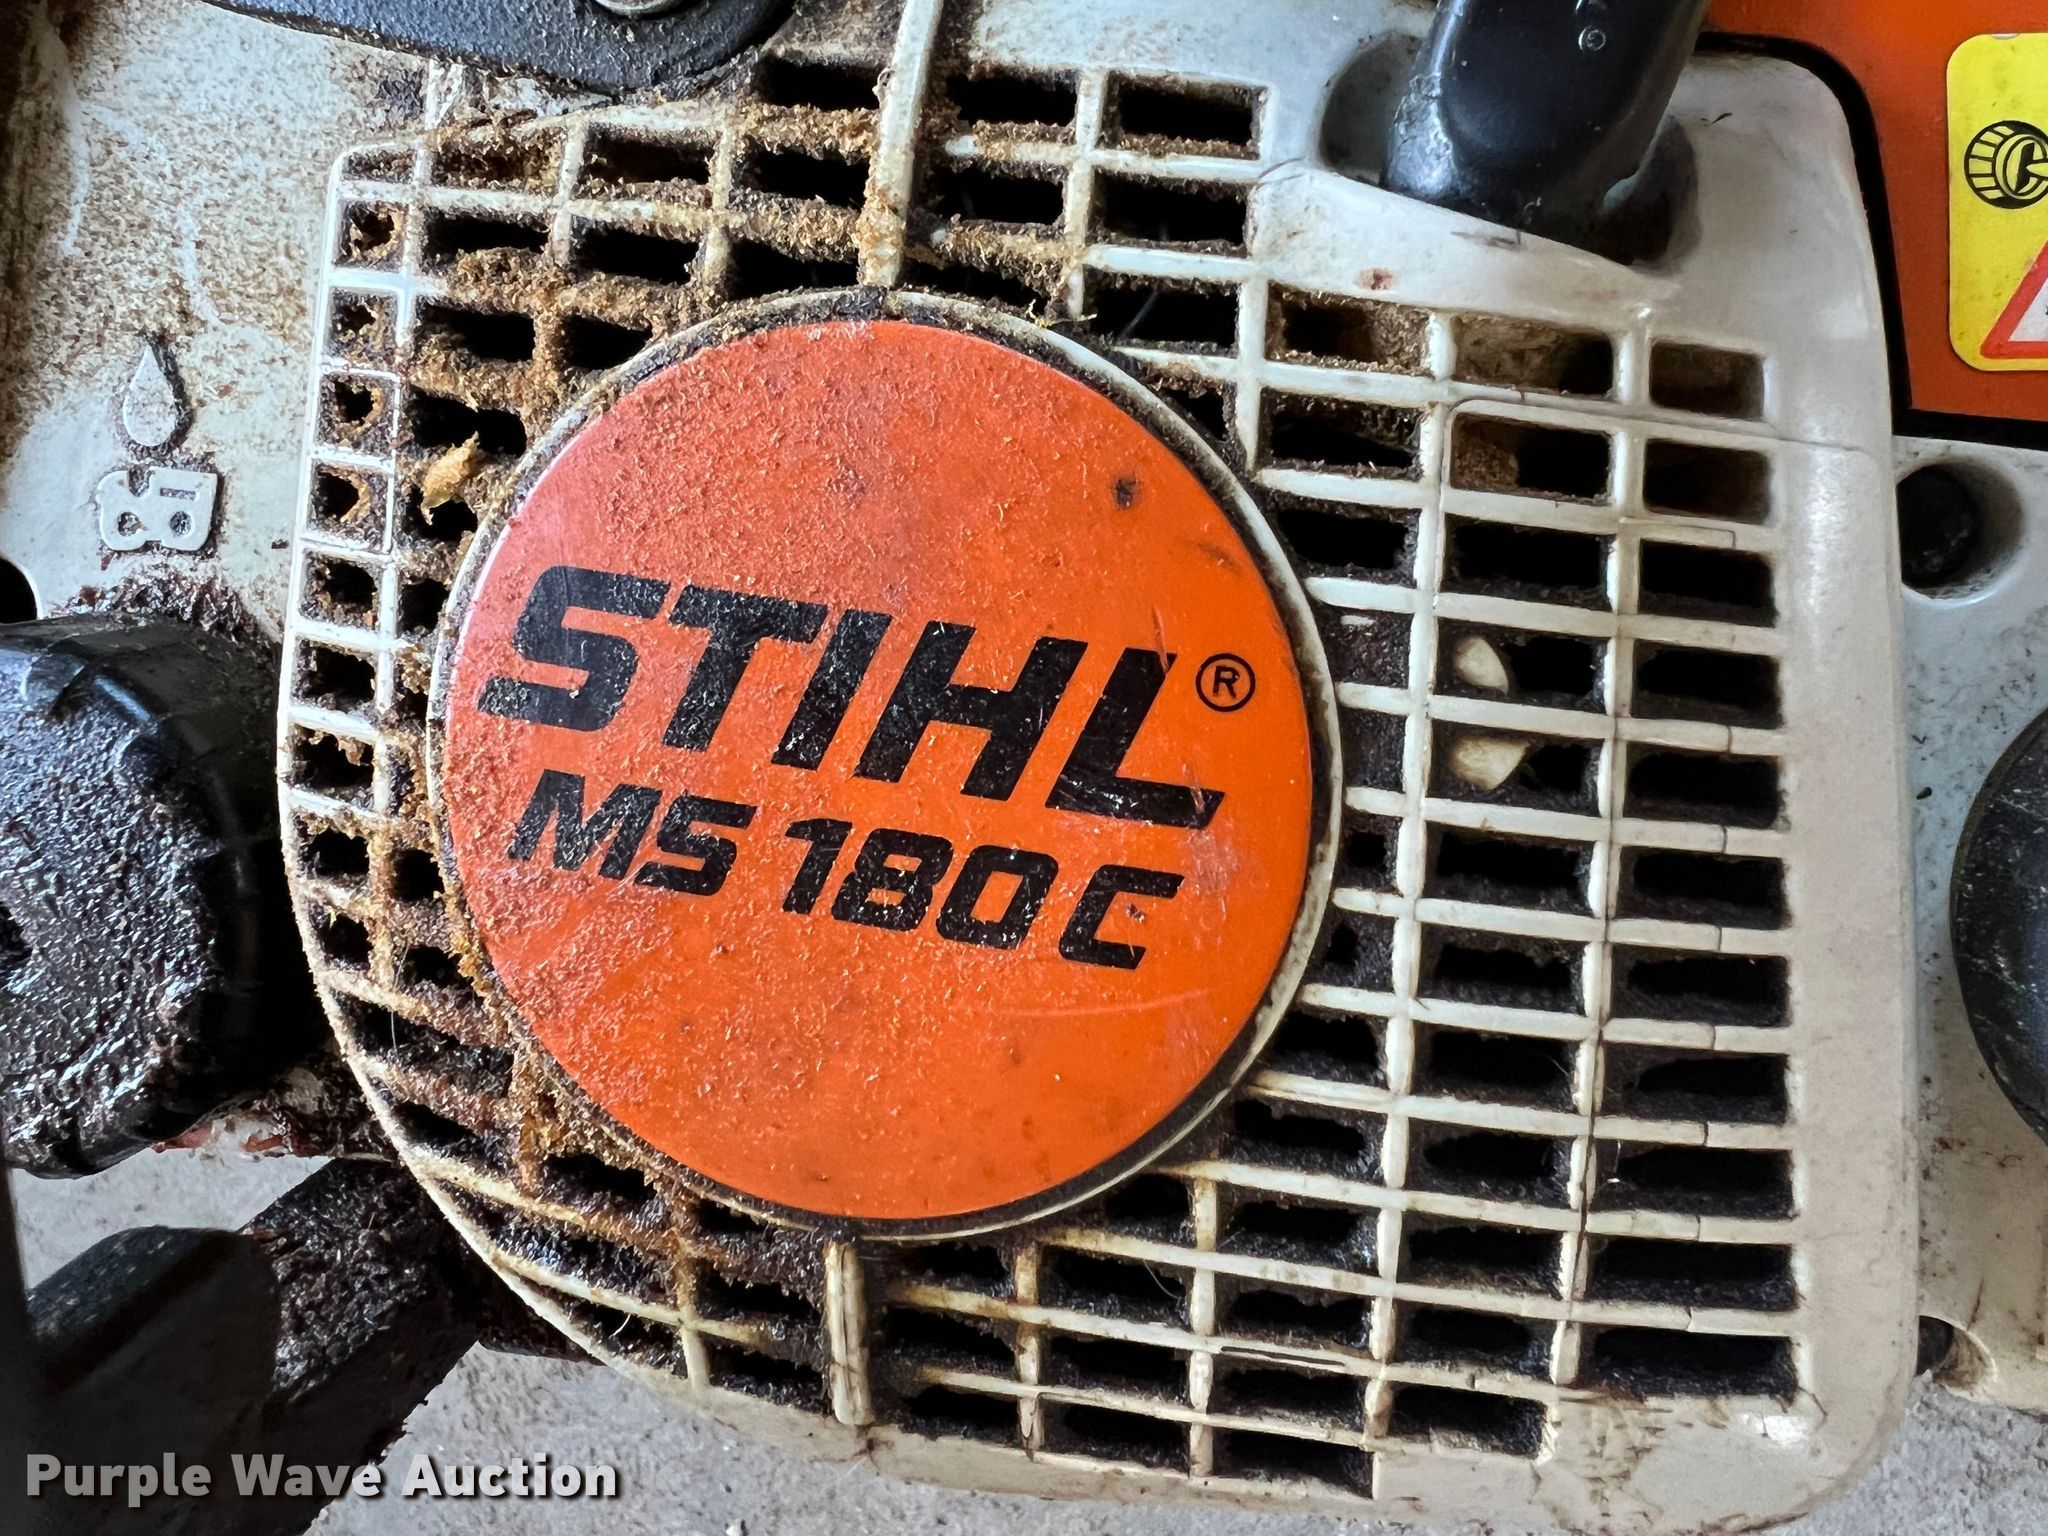 STIHL®
MS 180 C
Purple Wave Auction